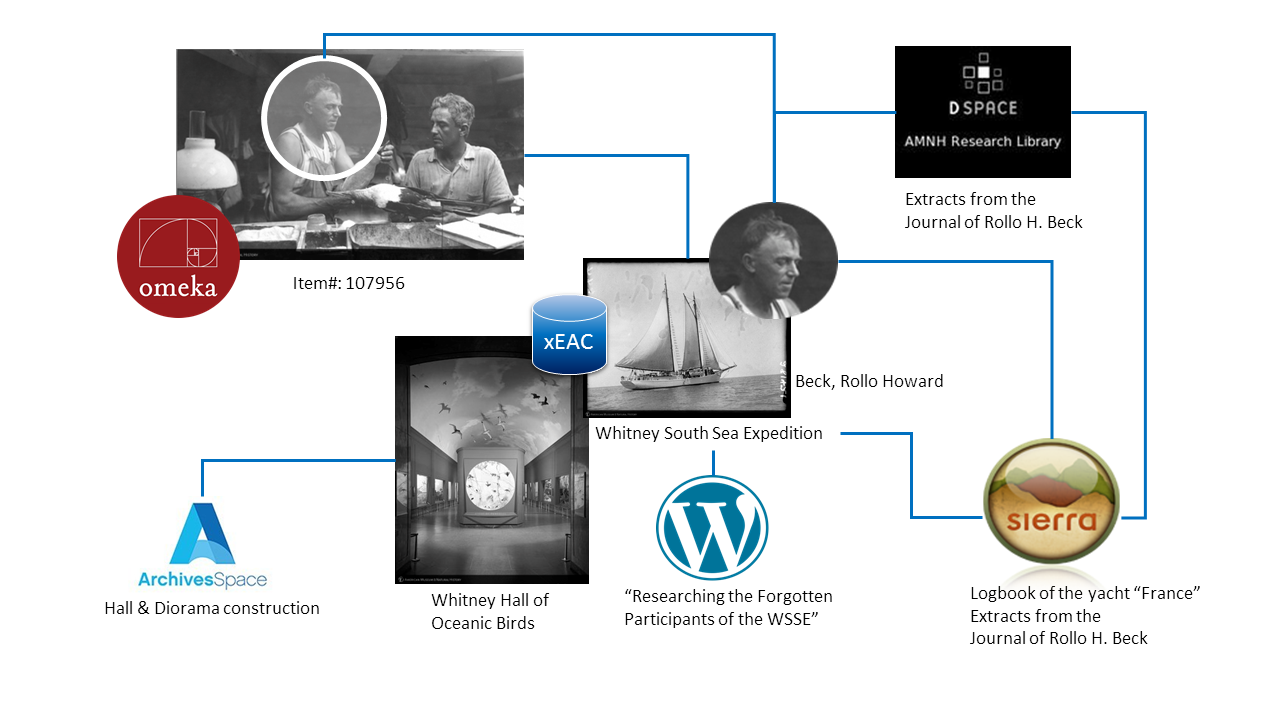 DSPACE
AMNH Research Library
Extracts from the
Journal of Rollo H. Beck
omeka
Item#: 107956
xEAC
Beck, Rollo Howard
Whitney South Sea Expedition
ArchivesSpace
Hall & Diorama construction
Whitney Hall of
Oceanic Birds
W
“Researching the Forgotten
Participants of the WSSE”
sierra
Logbook of the yacht “France”
Extracts from the
Journal of Rollo H. Beck